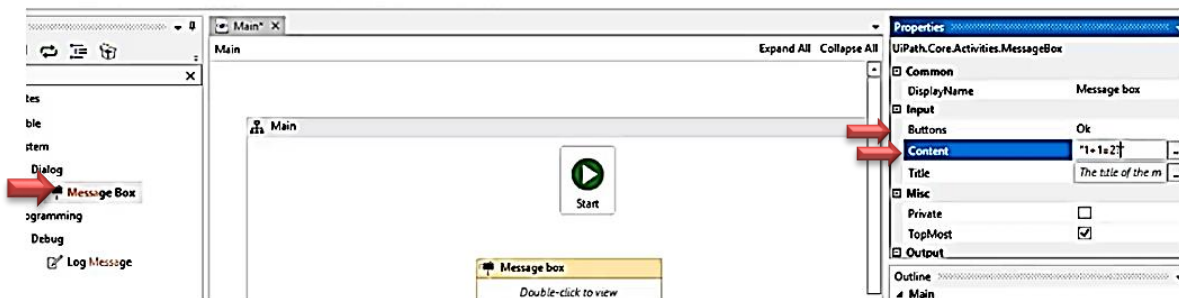 Main* X
Main Expand All Collapse All
tes
ble
stem
Dialog
Message Box
ogramming
Debug
Log Message
Main
Start
Message box
Double-click to view
Properties
UiPath.Core.Activities.MessageBox
Common
DisplayName Message box
Input
Buttons Ok
Content "1+1=2?"
Title The title of the m
Misc
Private
TopMost
Output
Outline
Main